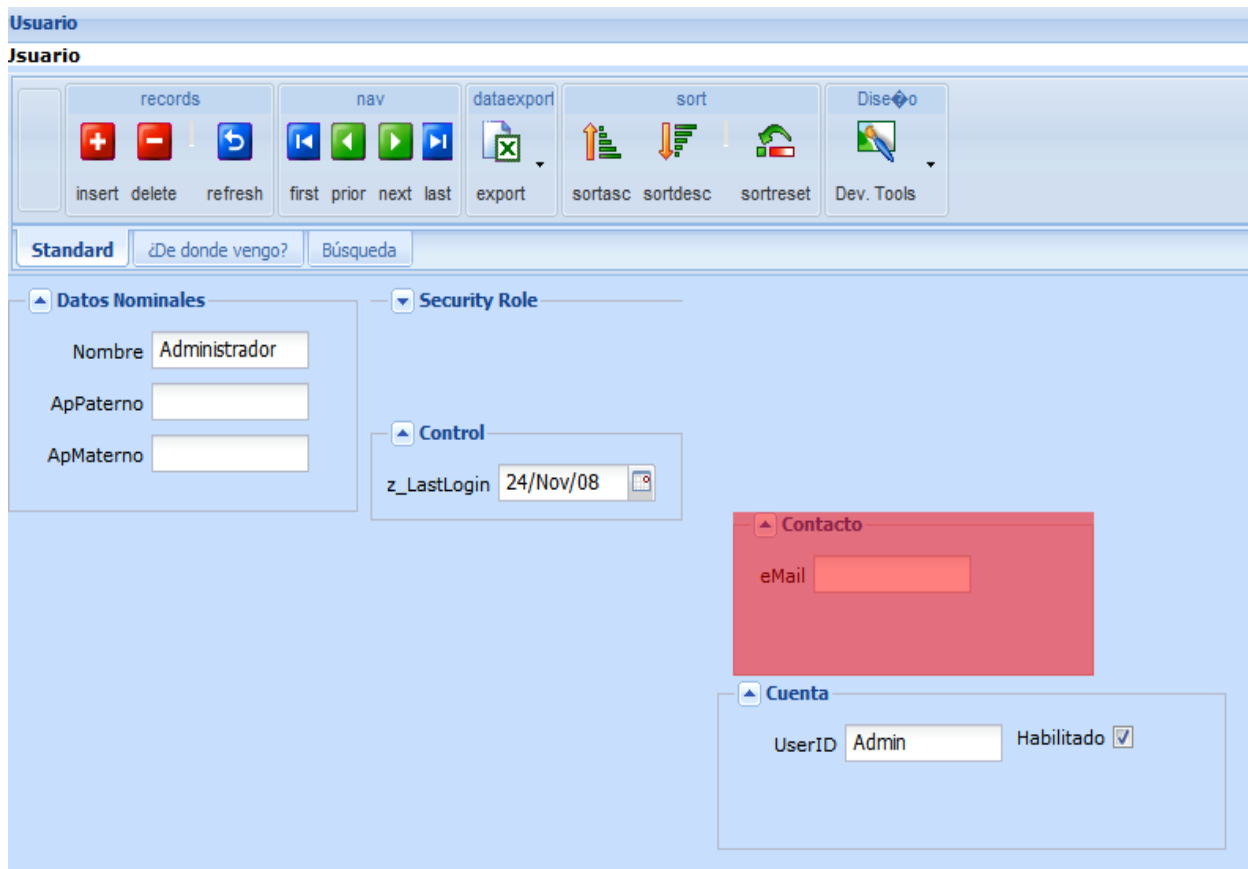 Usuario
Jsuario
records nav dataexport sort Dise�o
insert delete refresh first prior next last export sortasc sortdesc sortreset Dev. Tools
Standard ¿De donde vengo? Búsqueda
Datos Nominales Security Role
Nombre Administrador
ApPaterno
Control
ApMaterno
z_LastLogin 24/Nov/08
Contacto
eMail
Cuenta
UserID Admin Habilitado